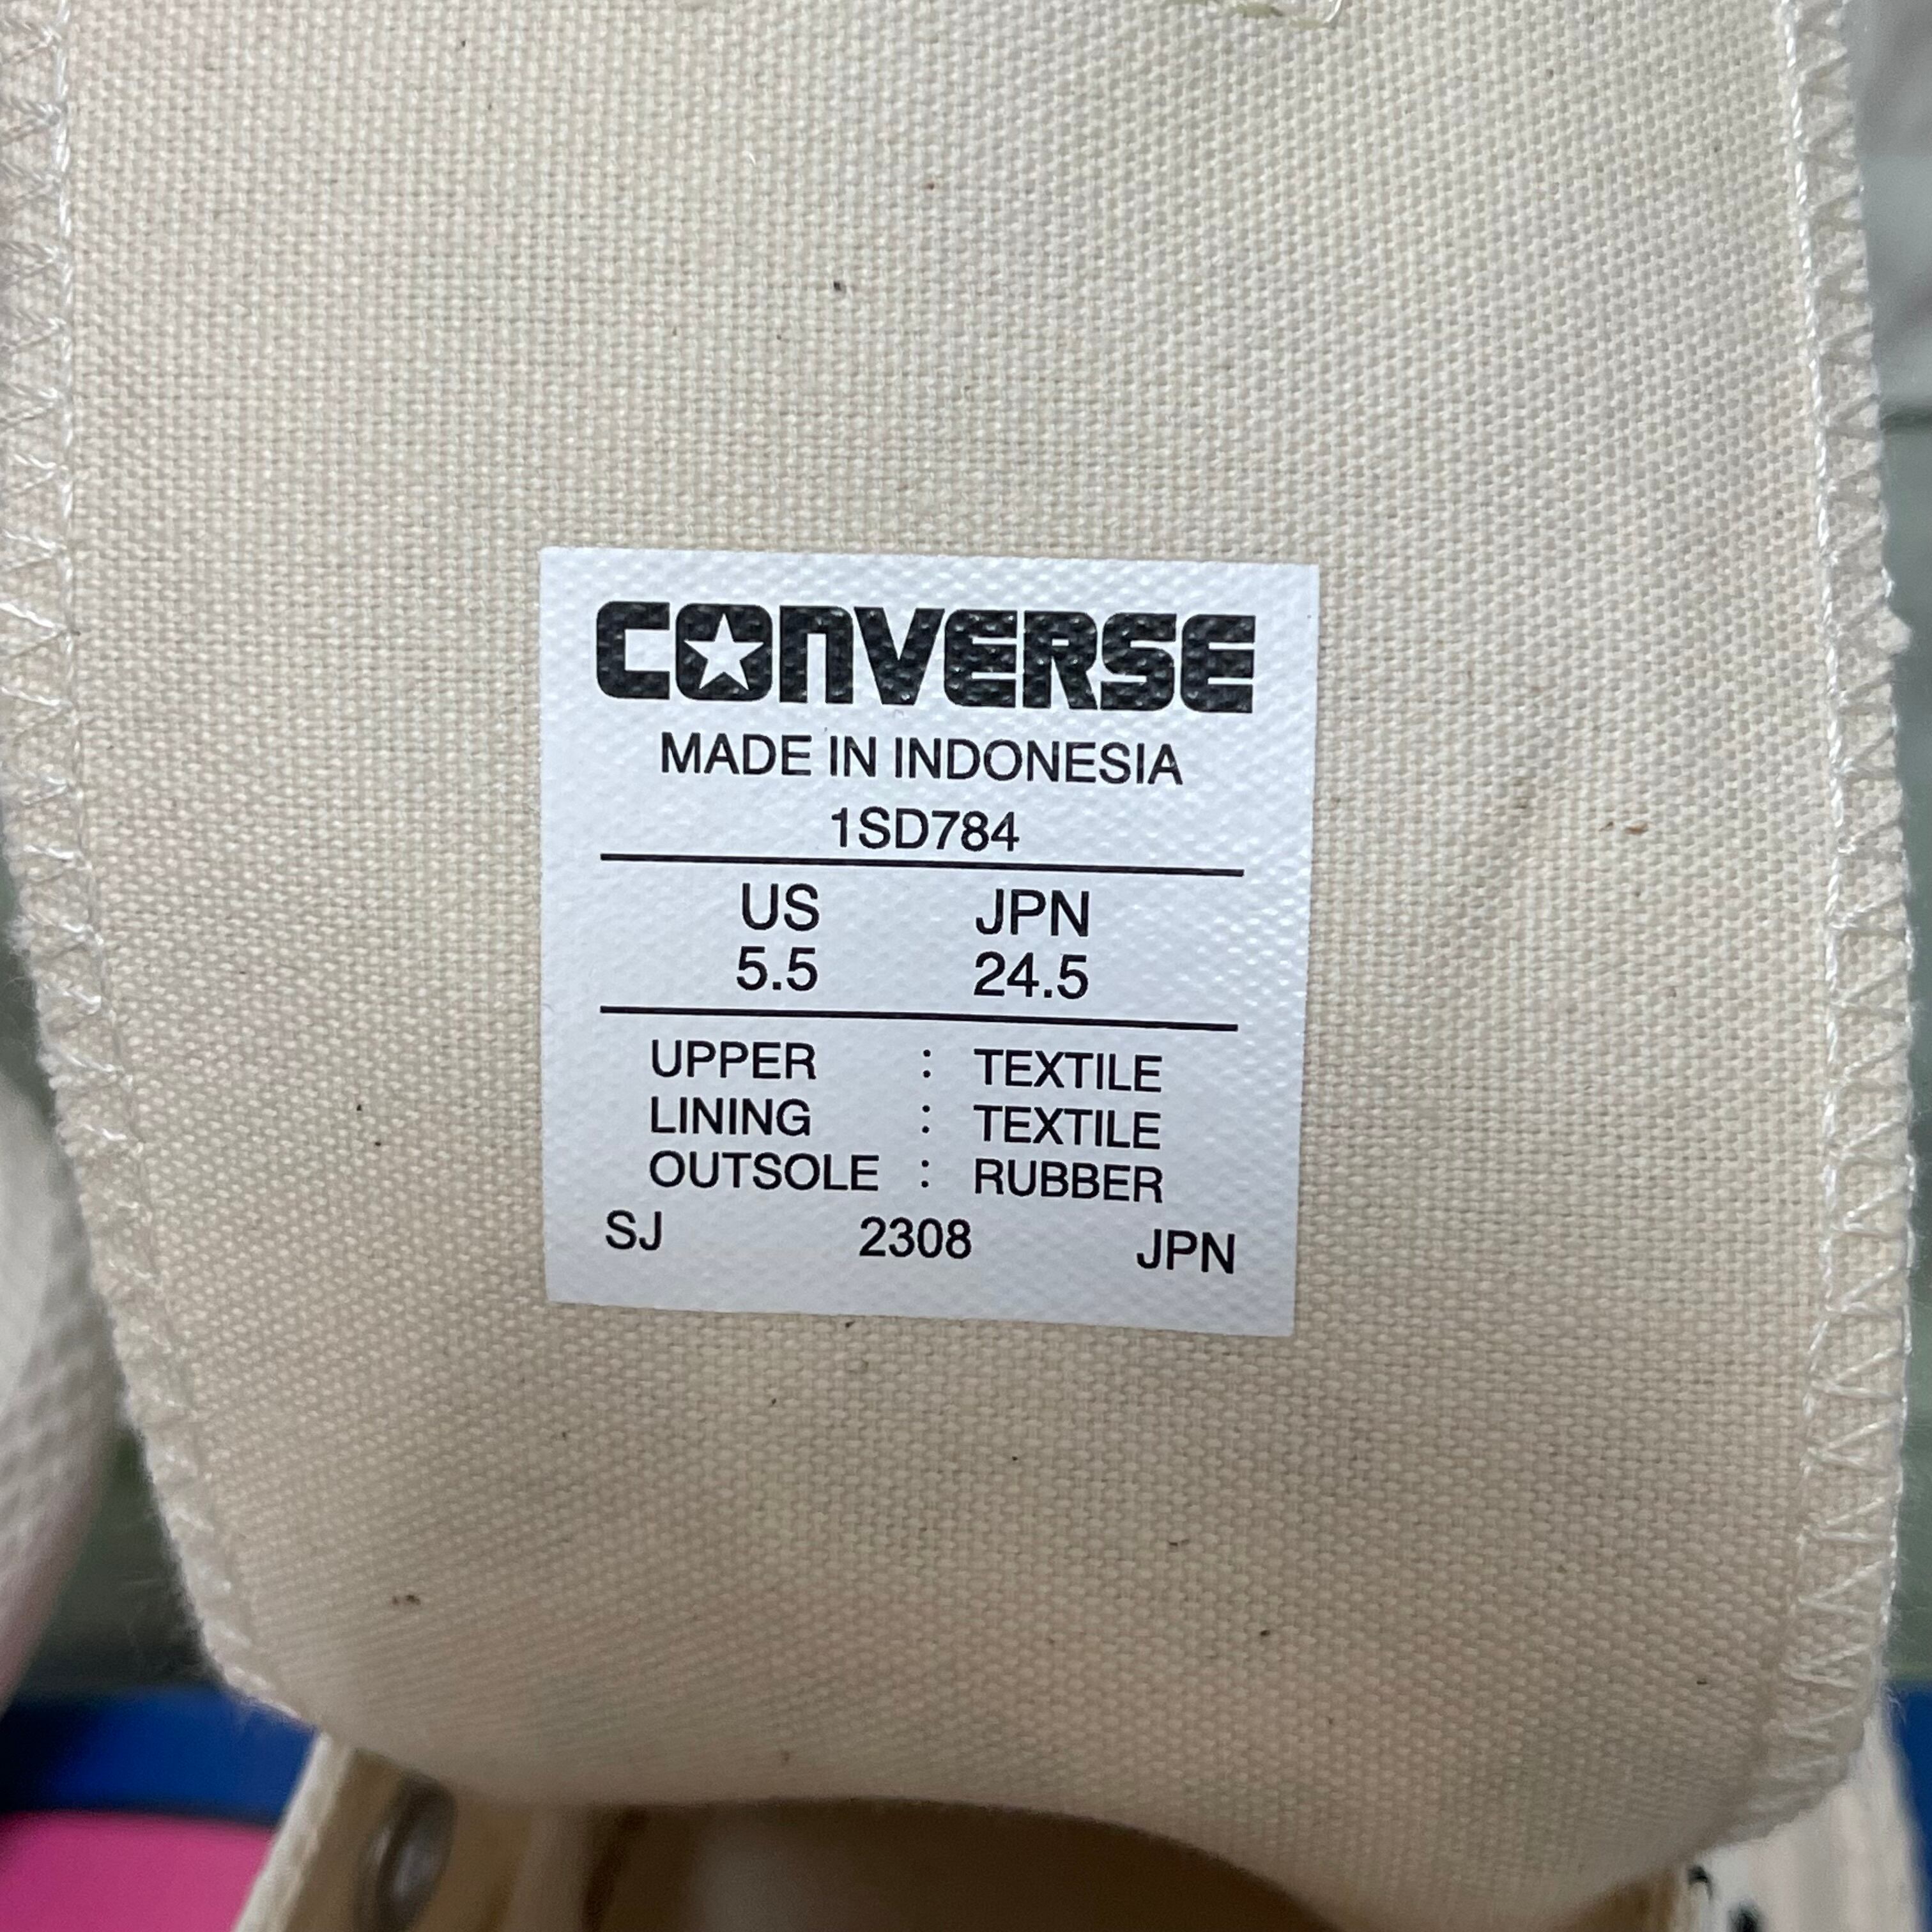 CONVERSE
MADE IN INDONESIA
1SD784
US JPN
5.5 24.5
UPPER : TEXTILE
LINING : TEXTILE
OUTSOLE : RUBBER
SJ 2308 JPN